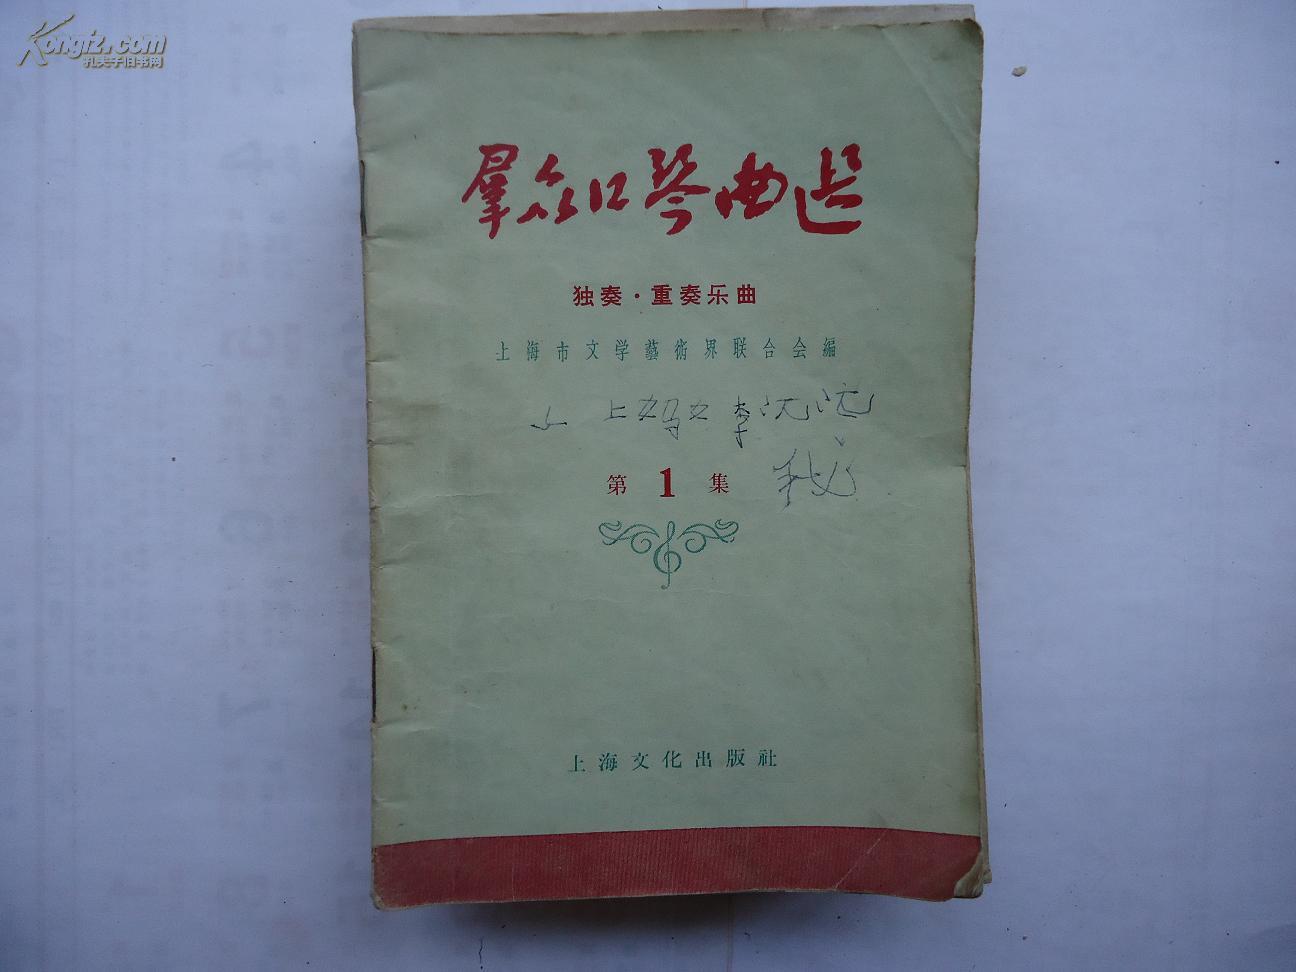 Kongfz.com
孔夫子旧书网
羣众口琴曲选
独奏·重奏乐曲
上海市文学藝術界联合会編
第1集
上海文化出版社